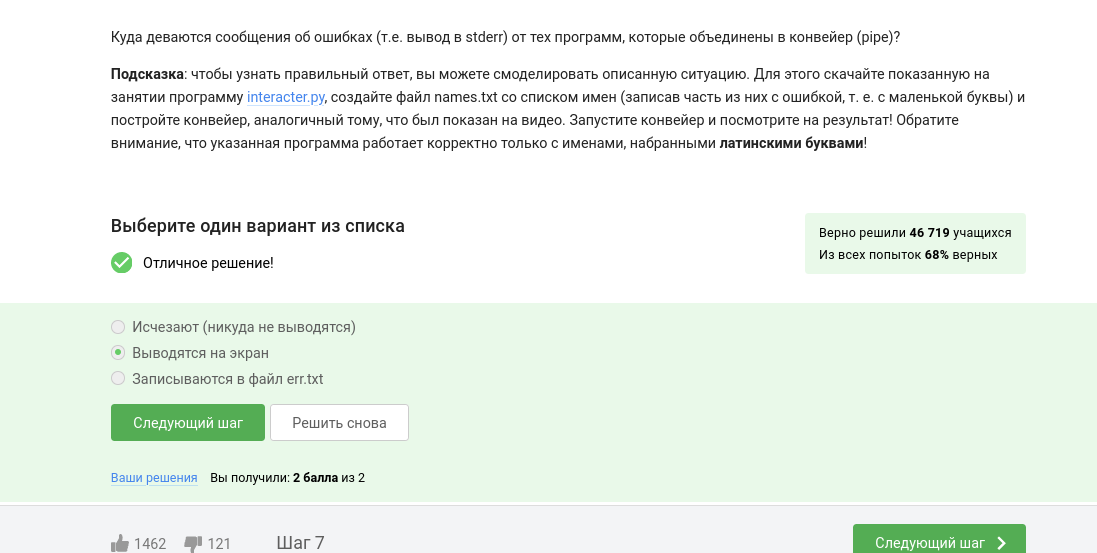 Куда деваются сообщения об ошибках (т.е. вывод в stderr) от тех программ, которые объединены в конвейер (pipe)?
Подсказка: чтобы узнать правильный ответ, вы можете смоделировать описанную ситуацию. Для этого скачайте показанную на
занятии программу interacter.py, создайте файл names.txt со списком имен (записав часть из них с ошибкой, т. е. с маленькой буквы) и
постройте конвейер, аналогичный тому, что был показан на видео. Запустите конвейер и посмотрите на результат! Обратите
внимание, что указанная программа работает корректно только с именами, набранными латинскими буквами!
Выберите один вариант из списка
Верно решили 46 719 учащихся
Из всех попыток 68% верных
Отличное решение!
Исчезают (никуда не выводятся)
Выводятся на экран
Записываются в файл err.txt
Следующий шаг
Решить снова
Ваши решения
Вы получили: 2 балла из 2
1462
121
Шаг 7
Следующий шаг